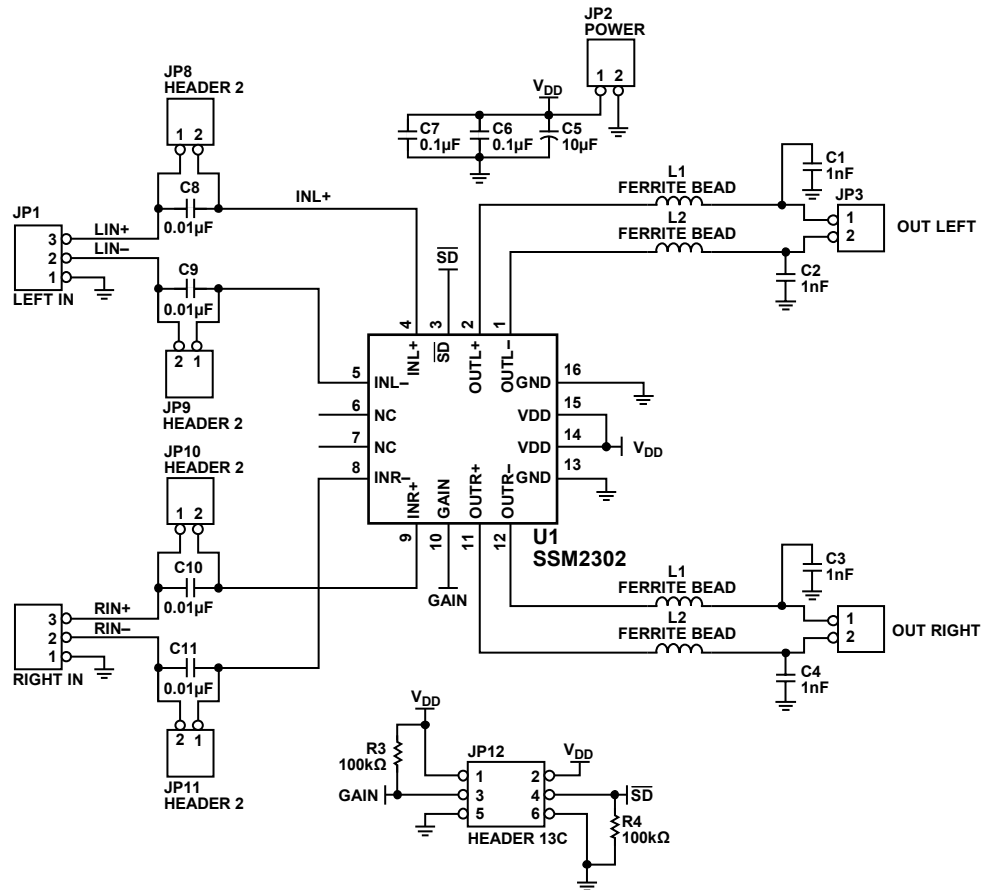 JP2
POWER
1 2
V_DD
C7
0.1µF
C6
0.1µF
C5
10µF
JP8
HEADER 2
1 2
C8
0.01µF
INL+
JP1
LIN+
LIN–
3
2
1
LEFT IN
C9
0.01µF
2 1
JP9
HEADER 2
L1
FERRITE BEAD
L2
FERRITE BEAD
C1
1nF
JP3
1
2
OUT LEFT
C2
1nF
S̅D̅
4
3
2
1
INL+
S̅D̅
OUTL+
OUTL–
5
INL–
6
NC
7
NC
8
INR–
GND
16
VDD
15
VDD
14
GND
13
V_DD
INR+
GAIN
OUTR+
OUTR–
9
10
11
12
U1
SSM2302
GAIN
JP10
HEADER 2
1 2
C10
0.01µF
RIN+
RIN–
3
2
1
RIGHT IN
C11
0.01µF
2 1
JP11
HEADER 2
L1
FERRITE BEAD
L2
FERRITE BEAD
C3
1nF
1
2
OUT RIGHT
C4
1nF
V_DD
R3
100kΩ
JP12
V_DD
1
2
GAIN
3
4
S̅D̅
5
6
R4
100kΩ
HEADER 13C